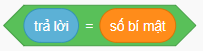 trả lời = số bí mật